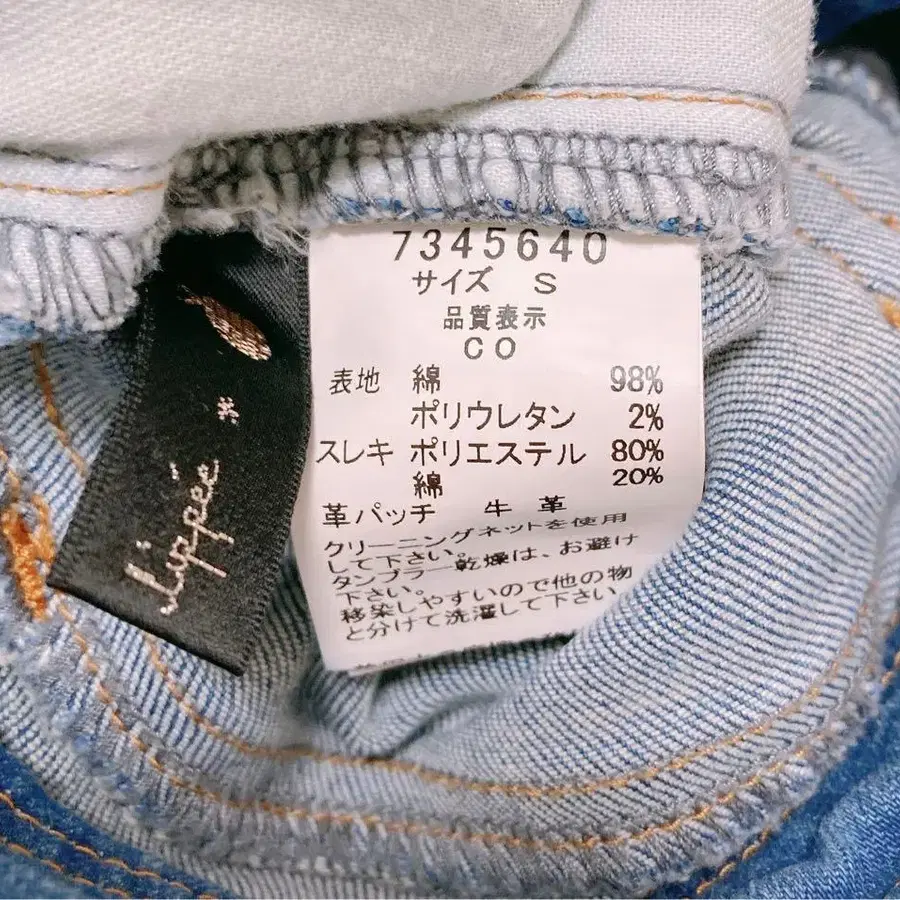 7345640
サイズ S
品質表示
CO
表地 綿 98%
ポリウレタン 2%
スレキ ポリエステル 80%
綿 20%
革パッチ 牛革
クリーニングネットを使用
して下さい。
タンブラー乾燥は、お避け
下さい。
移染しやすいので他の物
と分けて洗濯して下さい